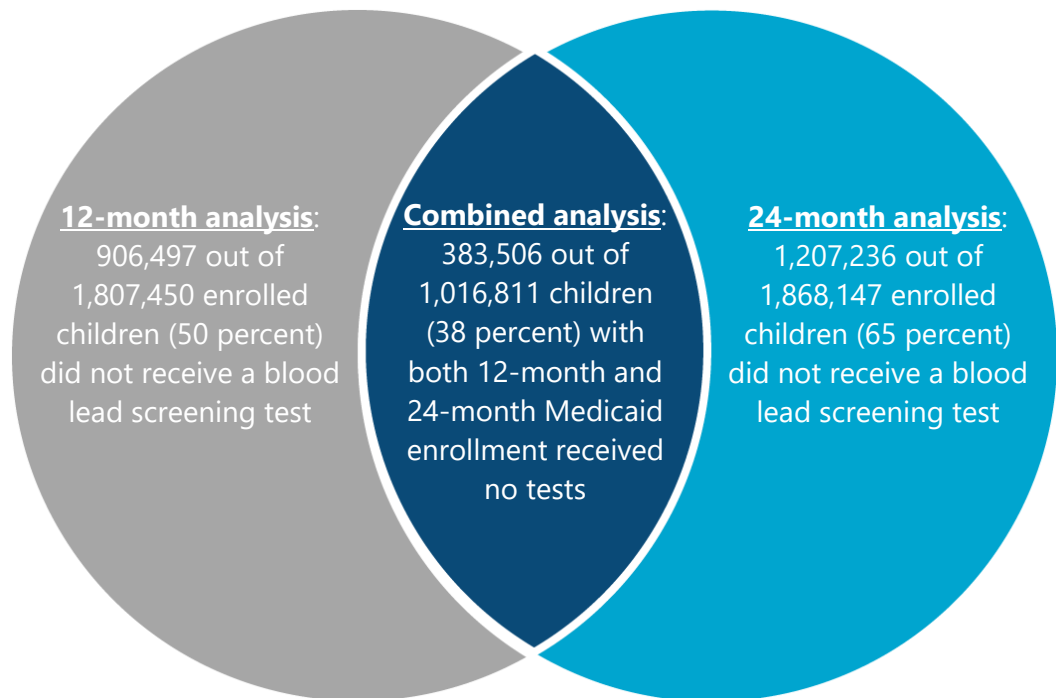 12-month analysis:
906,497 out of
1,807,450 enrolled
children (50 percent)
did not receive a blood
lead screening test
Combined analysis:
383,506 out of
1,016,811 children
(38 percent) with
both 12-month and
24-month Medicaid
enrollment received
no tests
24-month analysis:
1,207,236 out of
1,868,147 enrolled
children (65 percent)
did not receive a blood
lead screening test